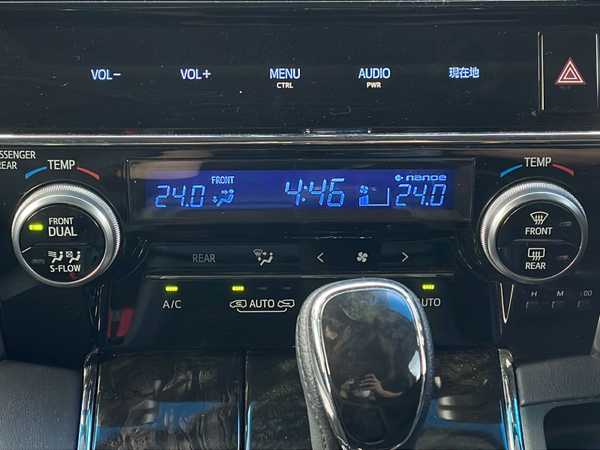 VOL−
VOL+
MENU
CTRL
AUDIO
PWR
現在地
REAR
TEMP
FRONT
24.0
4:46
nanoe
24.0
TEMP
FRONT
DUAL
S-FLOW
REAR
FRONT
REAR
A/C
AUTO
AUTO
H
M
:00